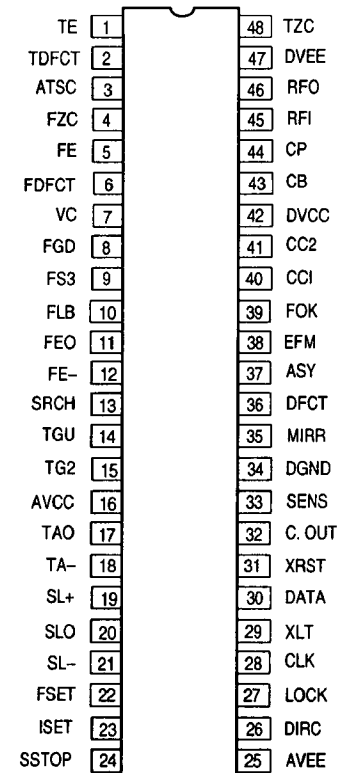 TE 1 48 TZC
TDFCT 2 47 DVEE
ATSC 3 46 RFO
FZC 4 45 RFI
FE 5 44 CP
FDFCT 6 43 CB
VC 7 42 DVCC
FGD 8 41 CC2
FS3 9 40 CCI
FLB 10 39 FOK
FEO 11 38 EFM
FE– 12 37 ASY
SRCH 13 36 DFCT
TGU 14 35 MIRR
TG2 15 34 DGND
AVCC 16 33 SENS
TAO 17 32 C. OUT
TA– 18 31 XRST
SL+ 19 30 DATA
SLO 20 29 XLT
SL– 21 28 CLK
FSET 22 27 LOCK
ISET 23 26 DIRC
SSTOP 24 25 AVEE